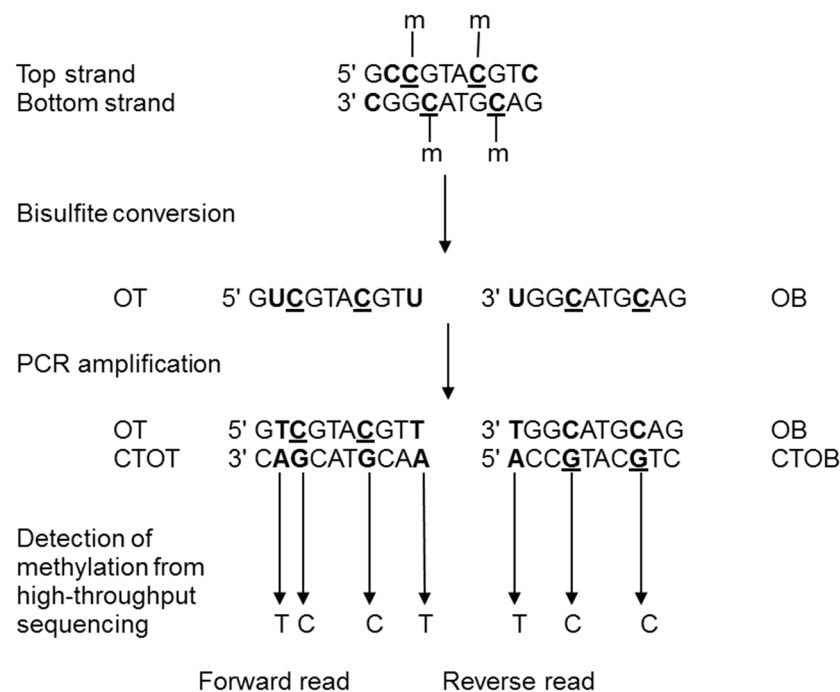 m m
Top strand 5' GCCGTACGTC
Bottom strand 3' CGGCATGCAG
m m
Bisulfite conversion
OT 5' GUCGTACGTU 3' UGGCATGCAG OB
PCR amplification
OT 5' GTCGTACGTT 3' TGGCATGCAG OB
CTOT 3' CAGCATGCAA 5' ACCGTACGTC CTOB
Detection of
methylation from
high-throughput
sequencing T C C T T C C
Forward read Reverse read